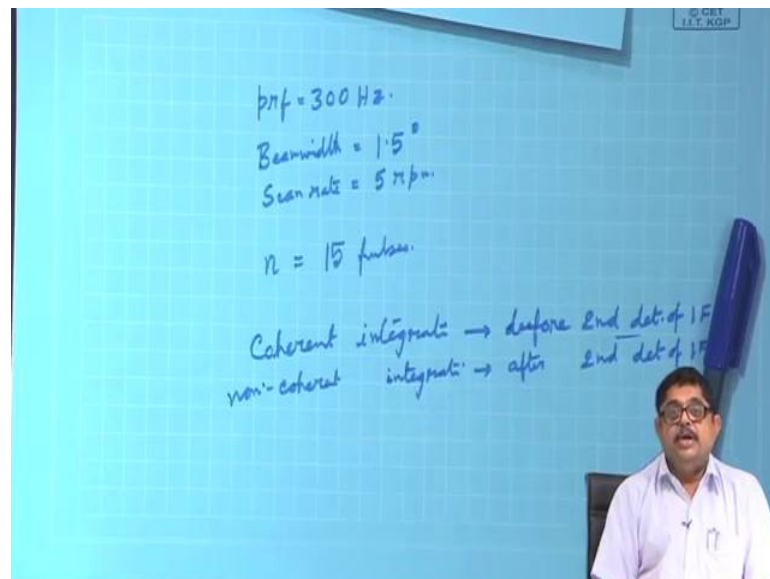 © CET
I.I.T. KGP
prf = 300 Hz.
Beamwidth = 1.5°
Scan rate = 5 rpm.
n = 15 pulses.
Coherent integrati → before 2nd det. of IF
non-coherent integrati → after 2nd det of IF